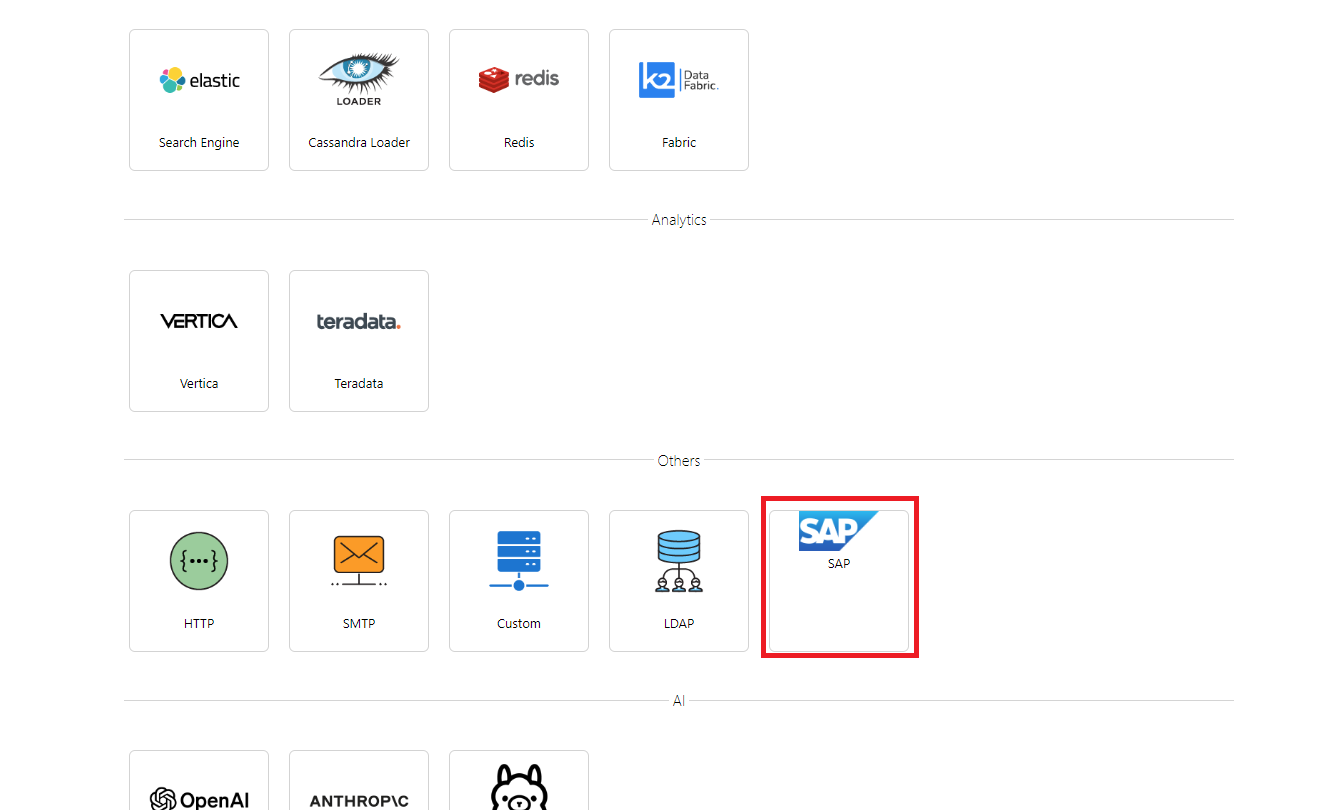 elastic
Search Engine
LOADER
Cassandra Loader
redis
Redis
K2 Data Fabric.
Fabric
Analytics
VERTICA
Vertica
teradata.
Teradata
Others
{•••}
HTTP
SMTP
Custom
LDAP
SAP
SAP
AI
OpenAI
ANTHROP\C